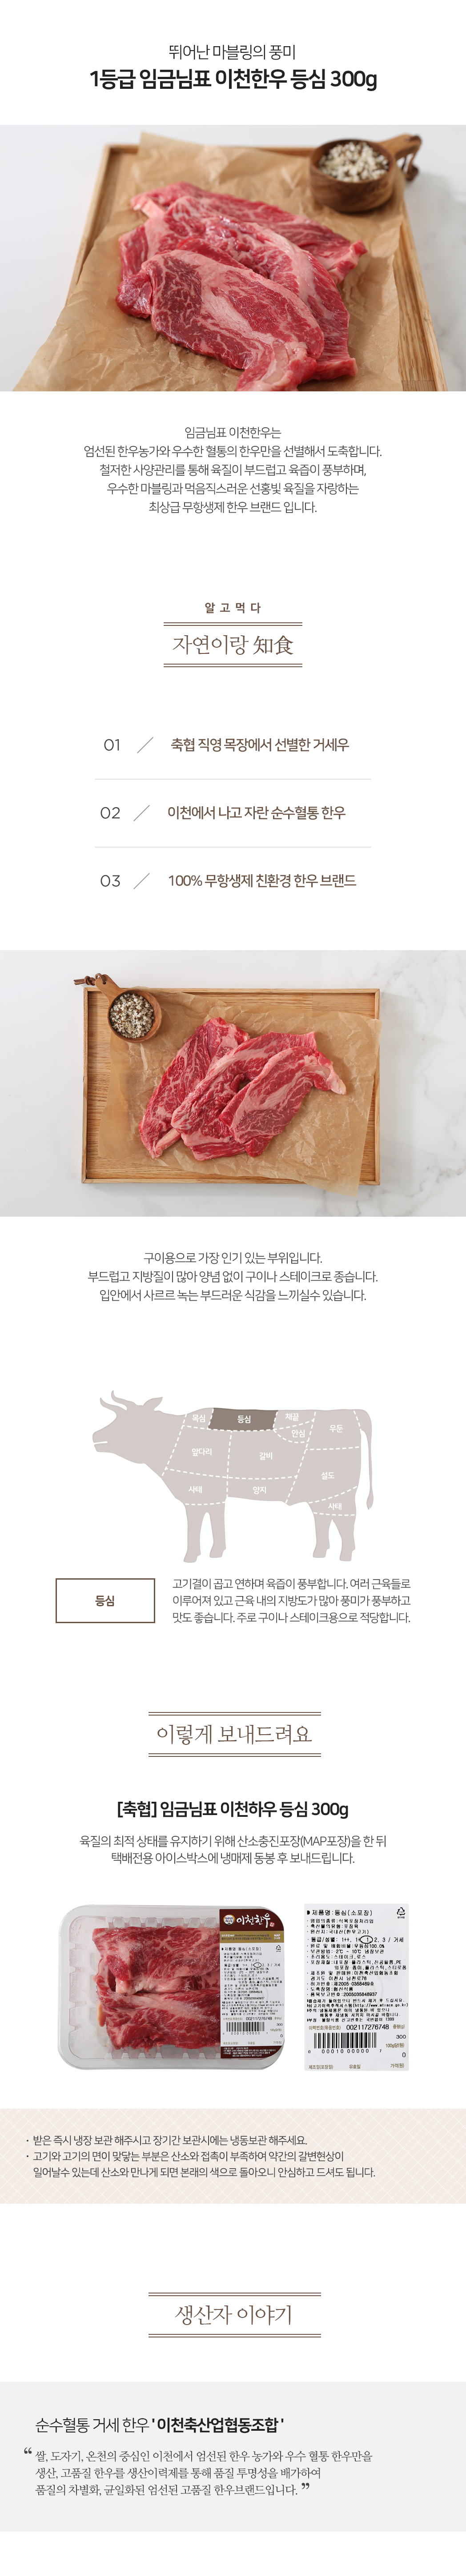 뛰어난 마블링의 풍미
1등급 임금님표 이천한우 등심 300g
임금님표 이천한우는
엄선된 한우농가와 우수한 혈통의 한우만을 선별해서 도축합니다.
철저한 사양관리를 통해 육질이 부드럽고 육즙이 풍부하며,
우수한 마블링과 먹음직스러운 선홍빛 육질을 자랑하는
최상급 무항생제 한우 브랜드 입니다.
알고먹다
자연이랑 知食
01 / 축협 직영 목장에서 선별한 거세우
02 / 이천에서 나고 자란 순수혈통 한우
03 / 100% 무항생제 친환경 한우 브랜드
구이용으로 가장 인기 있는 부위입니다.
부드럽고 지방질이 많아 양념 없이 구이나 스테이크로 좋습니다.
입안에서 사르르 녹는 부드러운 식감을 느끼실수 있습니다.
목심 등심 채끝
안심 우둔
앞다리 갈비
설도
사태 양지
사태
등심
고기결이 곱고 연하며 육즙이 풍부합니다. 여러 근육들로
이루어져 있고 근육 내의 지방도가 많아 풍미가 풍부하고
맛도 좋습니다. 주로 구이나 스테이크용으로 적당합니다.
이렇게 보내드려요
[축협] 임금님표 이천하우 등심 300g
육질의 최적 상태를 유지하기 위해 산소충진포장(MAP포장)을 한 뒤
택배전용 아이스박스에 냉매제 동봉 후 보내드립니다.
이천한우
제품명:등심(소포장)
002117276748
300
· 받은 즉시 냉장 보관 해주시고 장기간 보관시에는 냉동보관 해주세요.
· 고기와 고기의 면이 맞닿는 부분은 산소와 접촉이 부족하여 약간의 갈변현상이
일어날수 있는데 산소와 만나게 되면 본래의 색으로 돌아오니 안심하고 드셔도 됩니다.
생산자 이야기
순수혈통 거세 한우 ' 이천축산업협동조합 '
“ 쌀, 도자기, 온천의 중심인 이천에서 엄선된 한우 농가와 우수 혈통 한우만을
생산, 고품질 한우를 생산이력제를 통해 품질 투명성을 배가하여
품질의 차별화, 균일화된 엄선된 고품질 한우브랜드입니다. ”